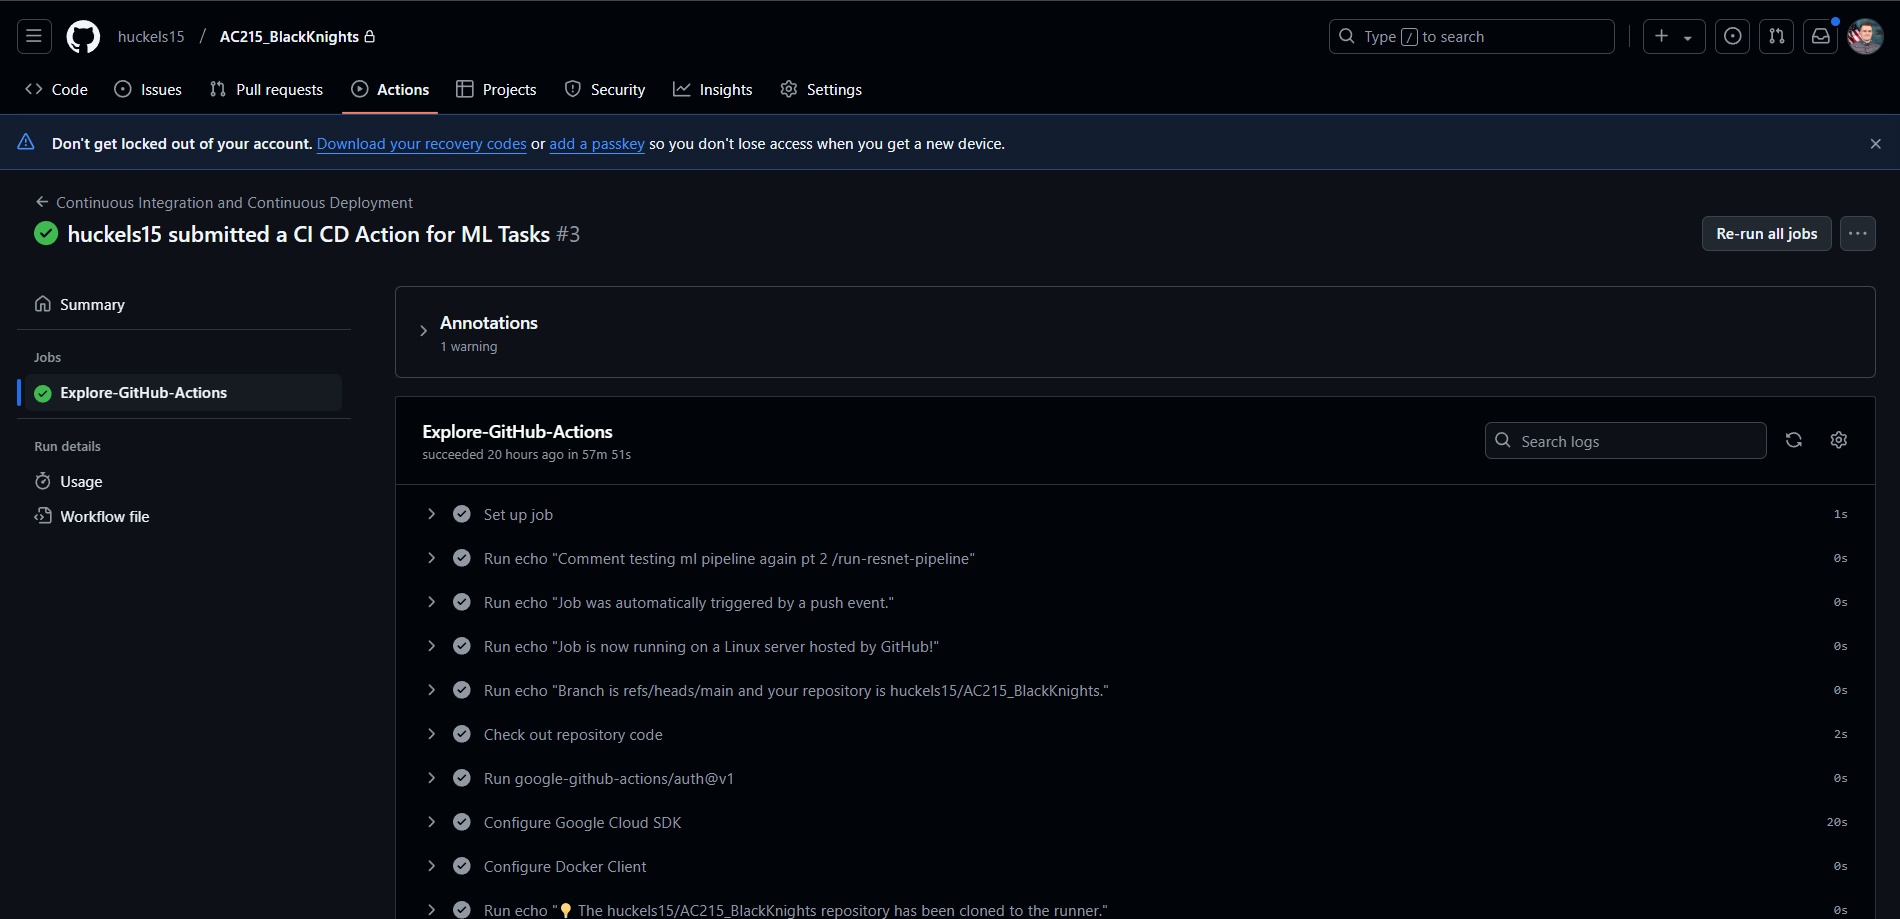 huckels15 / AC215_BlackKnights
Type / to search
Code Issues Pull requests Actions Projects Security Insights Settings
Don't get locked out of your account. Download your recovery codes or add a passkey so you don't lose access when you get a new device.
Continuous Integration and Continuous Deployment
huckels15 submitted a CI CD Action for ML Tasks #3
Re-run all jobs
Summary
Jobs
Explore-GitHub-Actions
Run details
Usage
Workflow file
Annotations
1 warning
Explore-GitHub-Actions
succeeded 20 hours ago in 57m 51s
Search logs
Set up job 1s
Run echo "Comment testing ml pipeline again pt 2 /run-resnet-pipeline" 0s
Run echo "Job was automatically triggered by a push event." 0s
Run echo "Job is now running on a Linux server hosted by GitHub!" 0s
Run echo "Branch is refs/heads/main and your repository is huckels15/AC215_BlackKnights." 0s
Check out repository code 2s
Run google-github-actions/auth@v1 0s
Configure Google Cloud SDK 20s
Configure Docker Client 0s
Run echo "💡 The huckels15/AC215_BlackKnights repository has been cloned to the runner." 0s